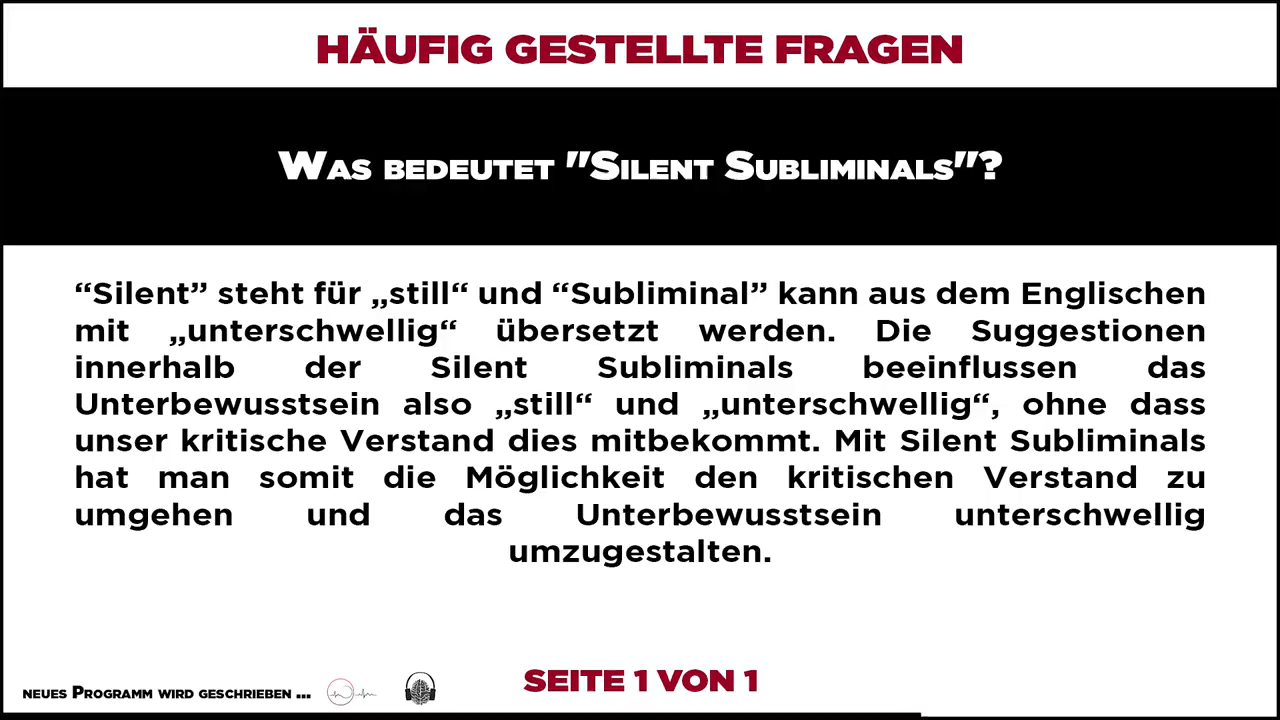 HÄUFIG GESTELLTE FRAGEN
WAS BEDEUTET "SILENT SUBLIMINALS"?
“Silent” steht für „still“ und “Subliminal” kann aus dem Englischen
mit „unterschwellig“ übersetzt werden. Die Suggestionen
innerhalb der Silent Subliminals beeinflussen das
Unterbewusstsein also „still“ und „unterschwellig“, ohne dass
unser kritische Verstand dies mitbekommt. Mit Silent Subliminals
hat man somit die Möglichkeit den kritischen Verstand zu
umgehen und das Unterbewusstsein unterschwellig
umzugestalten.
SEITE 1 VON 1
NEUES PROGRAMM WIRD GESCHRIEBEN ...